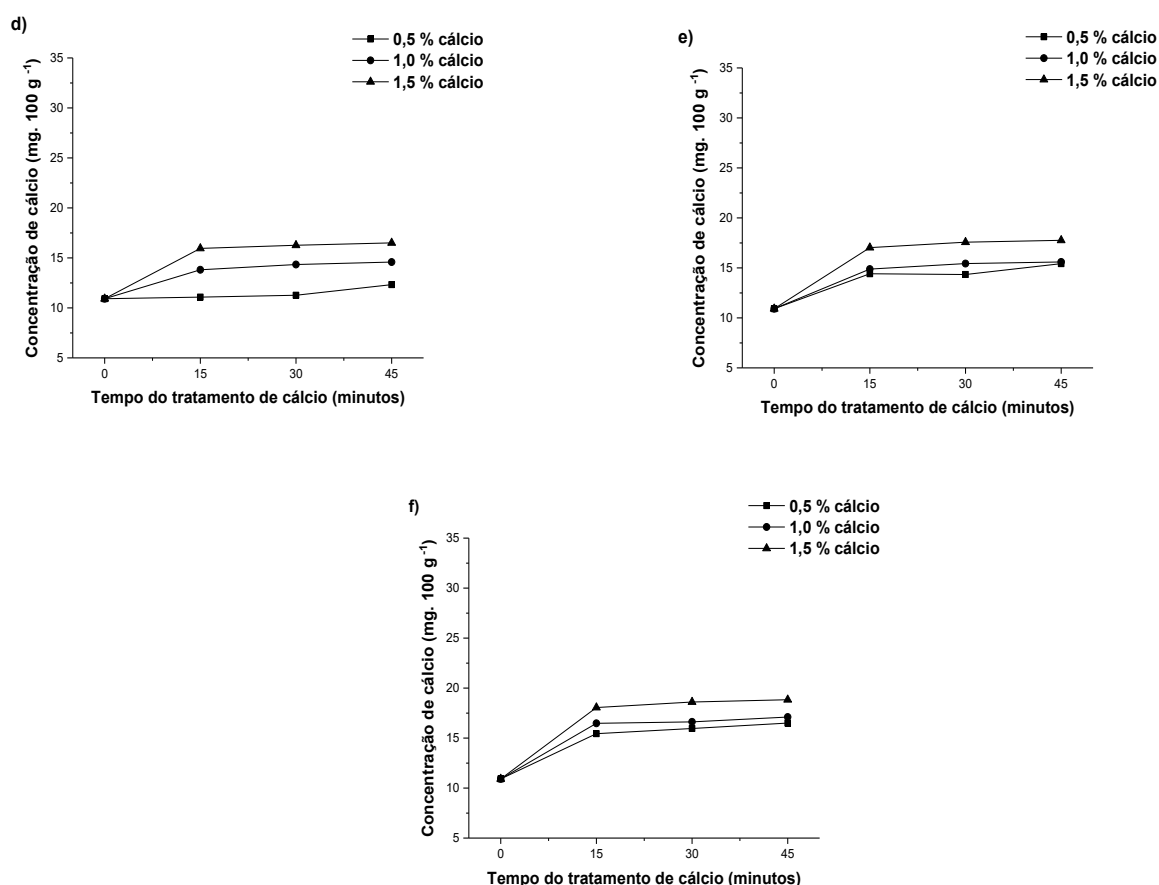 d)
0,5 % cálcio
1,0 % cálcio
1,5 % cálcio
Concentração de cálcio (mg. 100 g -1)
35
30
25
20
15
10
5
0 15 30 45
Tempo do tratamento de cálcio (minutos)
e)
0,5 % cálcio
1,0 % cálcio
1,5 % cálcio
Concentração de cálcio (mg. 100 g -1)
35
30
25
20
15
10
5
0 15 30 45
Tempo do tratamento de cálcio (minutos)
f)
0,5 % cálcio
1,0 % cálcio
1,5 % cálcio
Concentração de cálcio (mg. 100 g -1)
35
30
25
20
15
10
5
0 15 30 45
Tempo do tratamento de cálcio (minutos)